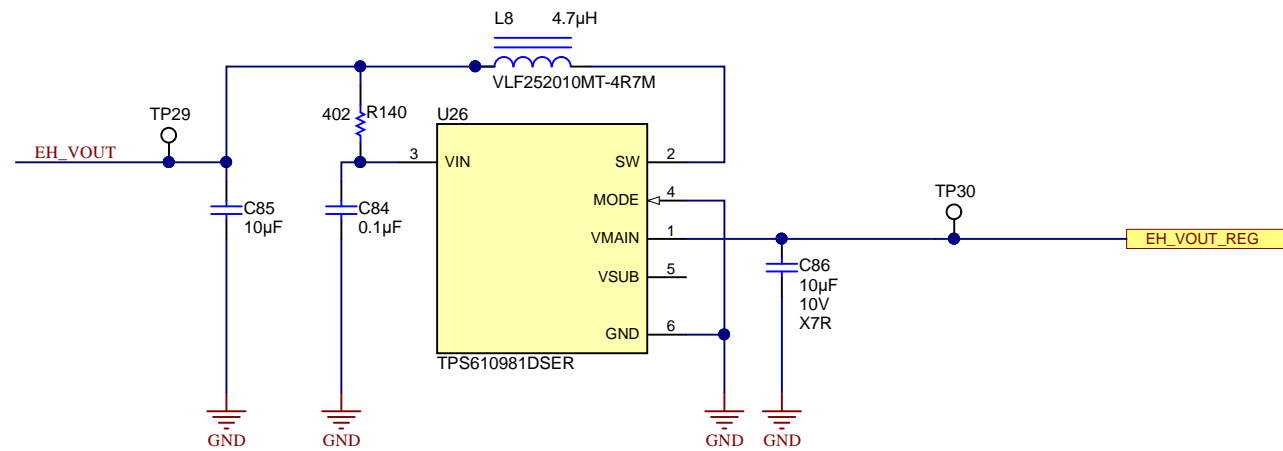 L8 4.7µH
VLF252010MT-4R7M
TP29
402 R140
U26
EH_VOUT
3 VIN
SW 2
MODE 4
TP30
C85
10µF
C84
0.1µF
VMAIN 1
EH_VOUT_REG
C86
10µF
10V
X7R
VSUB 5
GND 6
TPS610981DSER
GND
GND
GND
GND